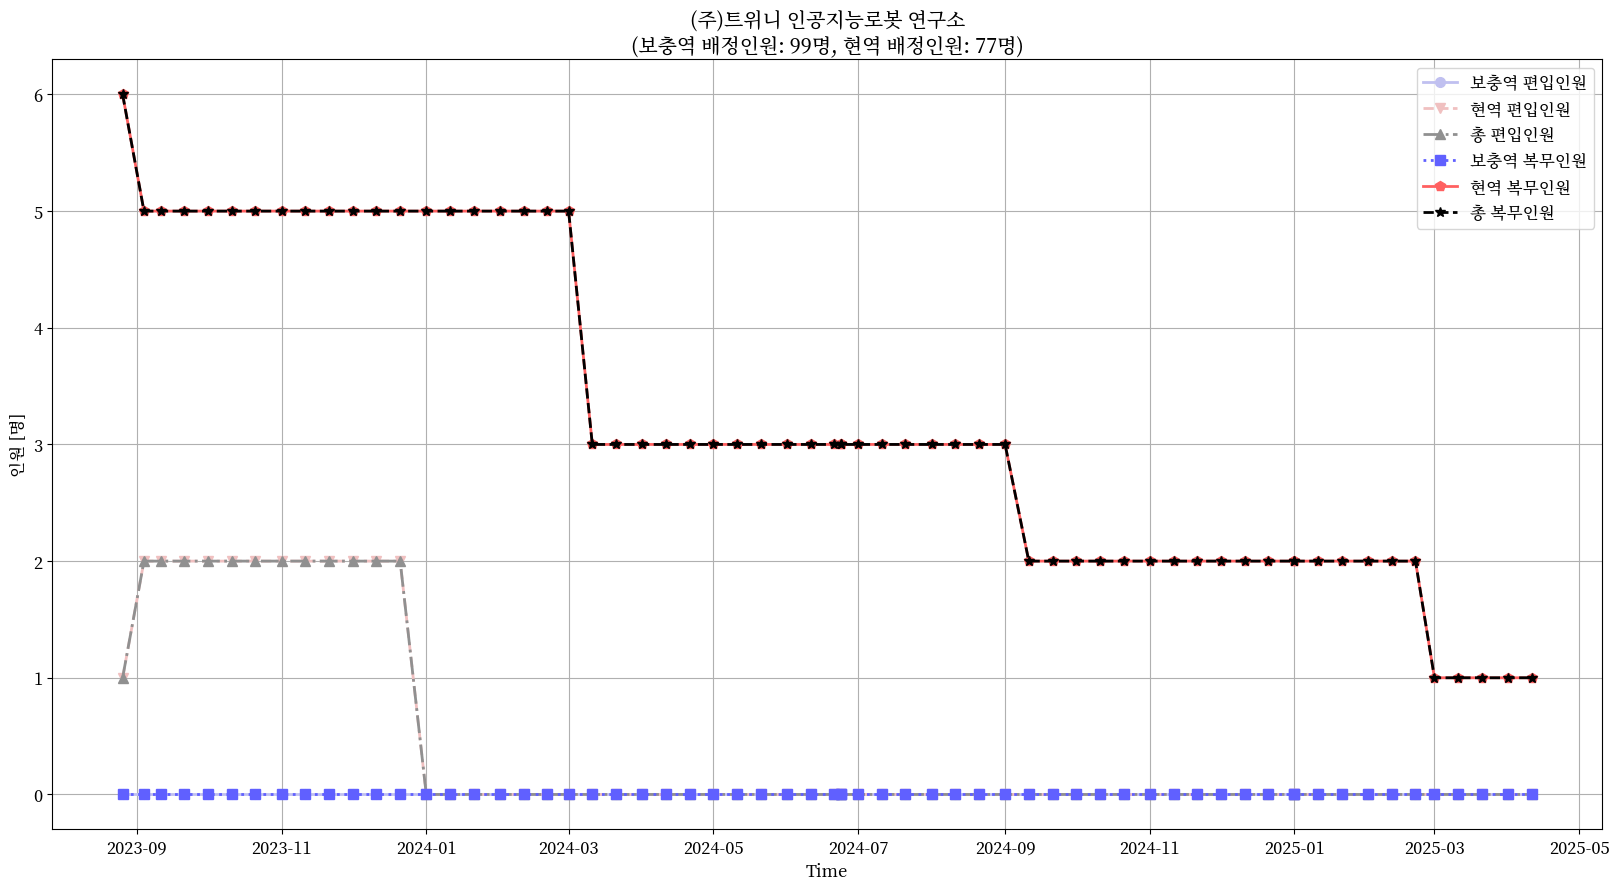 (주)트위니 인공지능로봇 연구소
(보충역 배정인원: 99명, 현역 배정인원: 77명)
보충역 편입인원
현역 편입인원
총 편입인원
보충역 복무인원
현역 복무인원
총 복무인원
인원 [명]
6
5
4
3
2
1
0
2023-09
2023-11
2024-01
2024-03
2024-05
2024-07
2024-09
2024-11
2025-01
2025-03
2025-05
Time